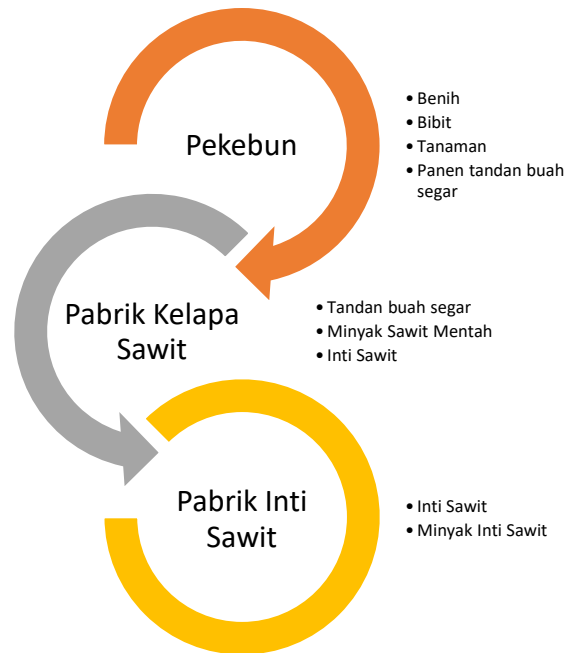 Pekebun
• Benih
• Bibit
• Tanaman
• Panen tandan buah
segar
Pabrik Kelapa
Sawit
• Tandan buah segar
• Minyak Sawit Mentah
• Inti Sawit
Pabrik Inti
Sawit
• Inti Sawit
• Minyak Inti Sawit